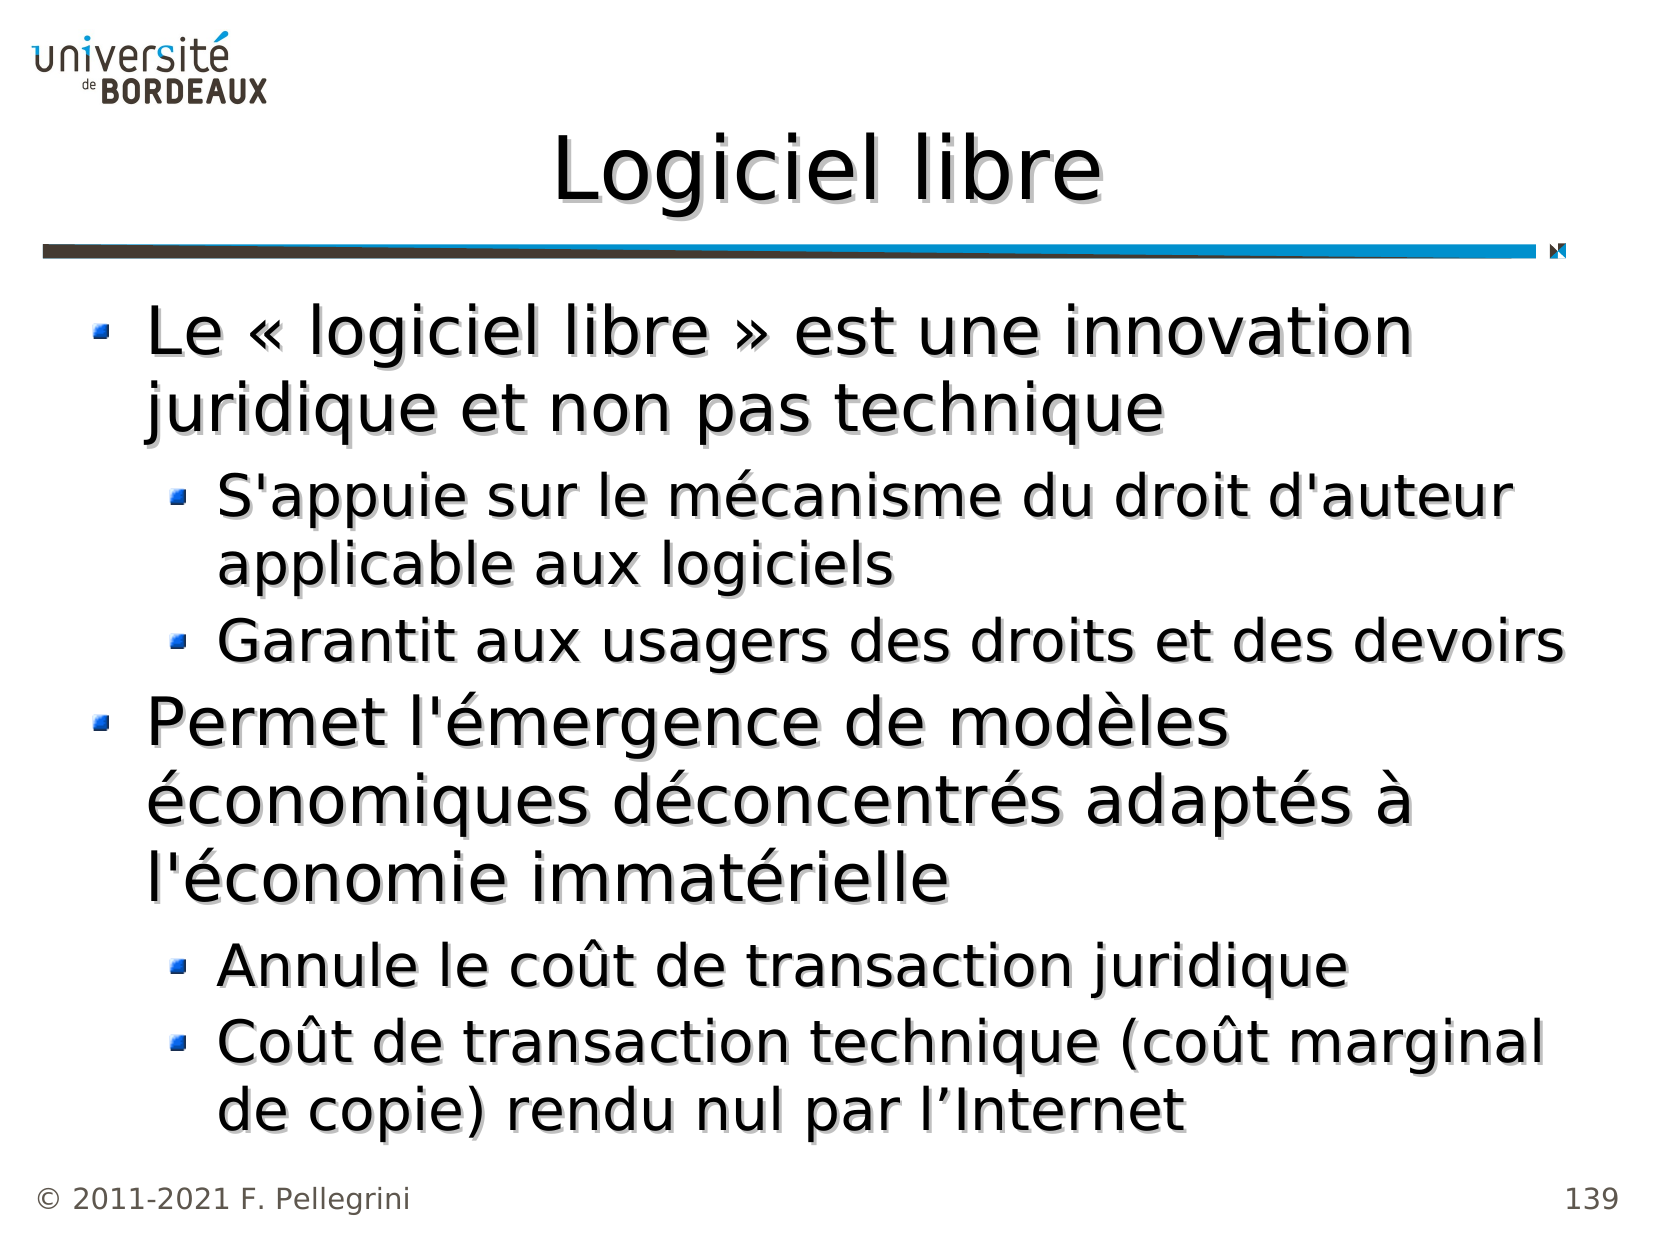 université
de BORDEAUX
Logiciel libre
Le « logiciel libre » est une innovation
juridique et non pas technique
S'appuie sur le mécanisme du droit d'auteur
applicable aux logiciels
Garantit aux usagers des droits et des devoirs
Permet l'émergence de modèles
économiques déconcentrés adaptés à
l'économie immatérielle
Annule le coût de transaction juridique
Coût de transaction technique (coût marginal
de copie) rendu nul par l’Internet
© 2011-2021 F. Pellegrini
139